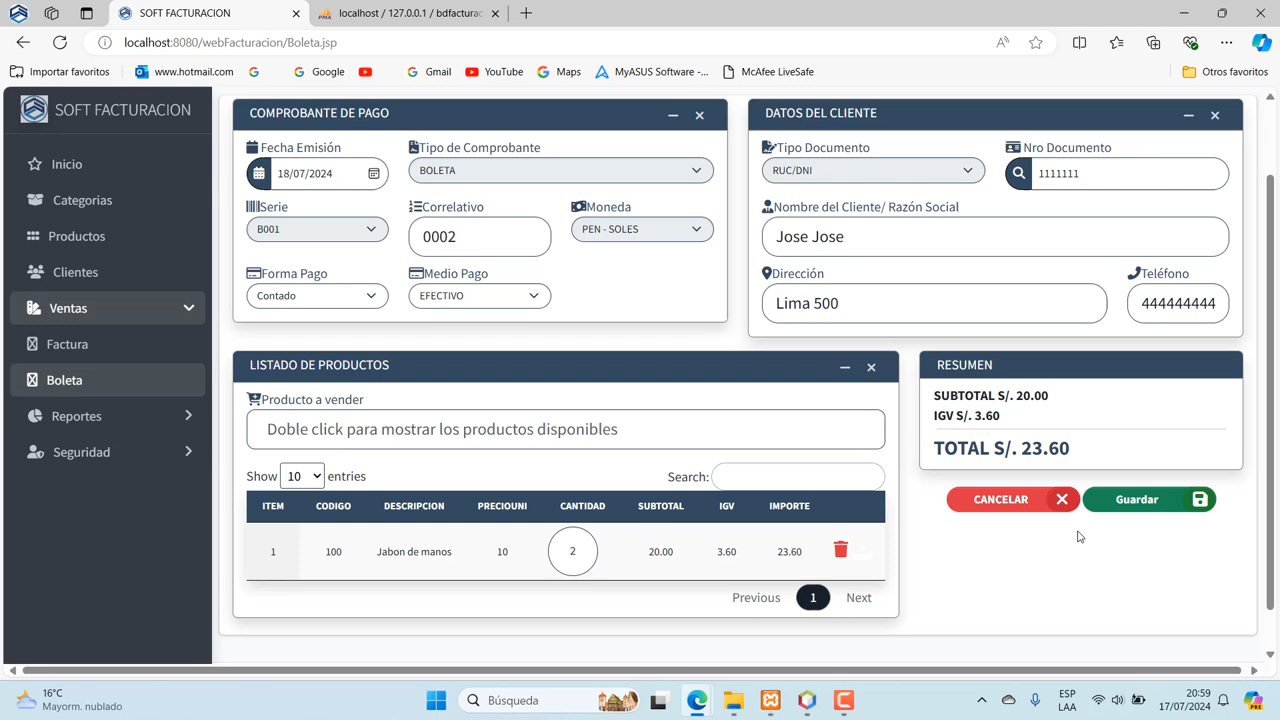 SOFT FACTURACION
localhost / 127.0.0.1 / bdfactura
localhost:8080/webFacturacion/Boleta.jsp
Importar favoritos
www.hotmail.com
Google
Gmail
YouTube
Maps
MyASUS Software -...
McAfee LiveSafe
Otros favoritos
SOFT FACTURACION
Inicio
Categorias
Productos
Clientes
Ventas
Factura
Boleta
Reportes
Seguridad
COMPROBANTE DE PAGO
Fecha Emisión
Tipo de Comprobante
18/07/2024
BOLETA
Serie
Correlativo
Moneda
B001
0002
PEN - SOLES
Forma Pago
Medio Pago
Contado
EFECTIVO
DATOS DEL CLIENTE
Tipo Documento
Nro Documento
RUC/DNI
1111111
Nombre del Cliente/ Razón Social
Jose Jose
Dirección
Teléfono
Lima 500
444444444
LISTADO DE PRODUCTOS
Producto a vender
Doble click para mostrar los productos disponibles
Show 10 entries
Search:
ITEM CODIGO DESCRIPCION PRECIOUNI CANTIDAD SUBTOTAL IGV IMPORTE
1 100 Jabon de manos 10 2 20.00 3.60 23.60
Previous 1 Next
RESUMEN
SUBTOTAL S/. 20.00
IGV S/. 3.60
TOTAL S/. 23.60
CANCELAR
Guardar
16°C
Mayorm. nublado
Búsqueda
ESP
LAA
20:59
17/07/2024